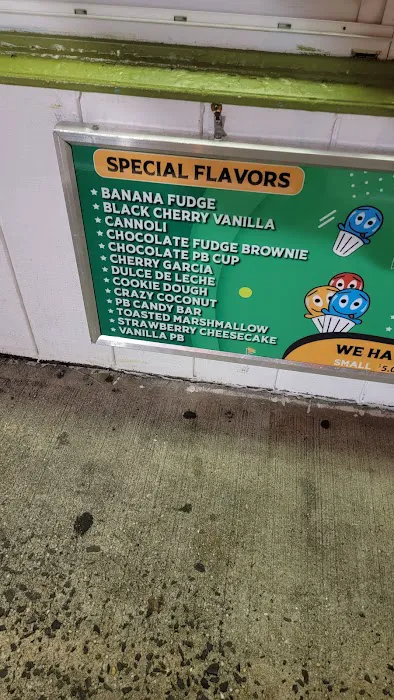 SPECIAL FLAVORS
★ BANANA FUDGE
★ BLACK CHERRY VANILLA
★ CANNOLI
★ CHOCOLATE FUDGE BROWNIE
★ CHOCOLATE PB CUP
★ CHERRY GARCIA
★ DULCE DE LECHE
★ COOKIE DOUGH
★ CRAZY COCONUT
★ PB CANDY BAR
★ TOASTED MARSHMALLOW
★ STRAWBERRY CHEESECAKE
★ VANILLA PB
WE HA
SMALL